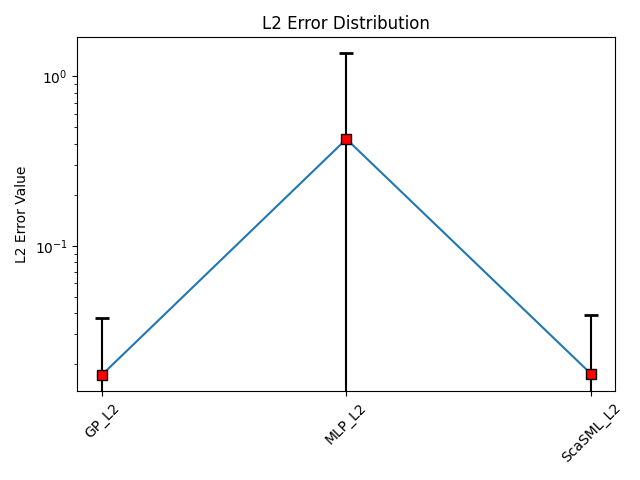 L2 Error Distribution
L2 Error Value
10⁰
10⁻¹
GP_L2
MLP_L2
ScaSML_L2